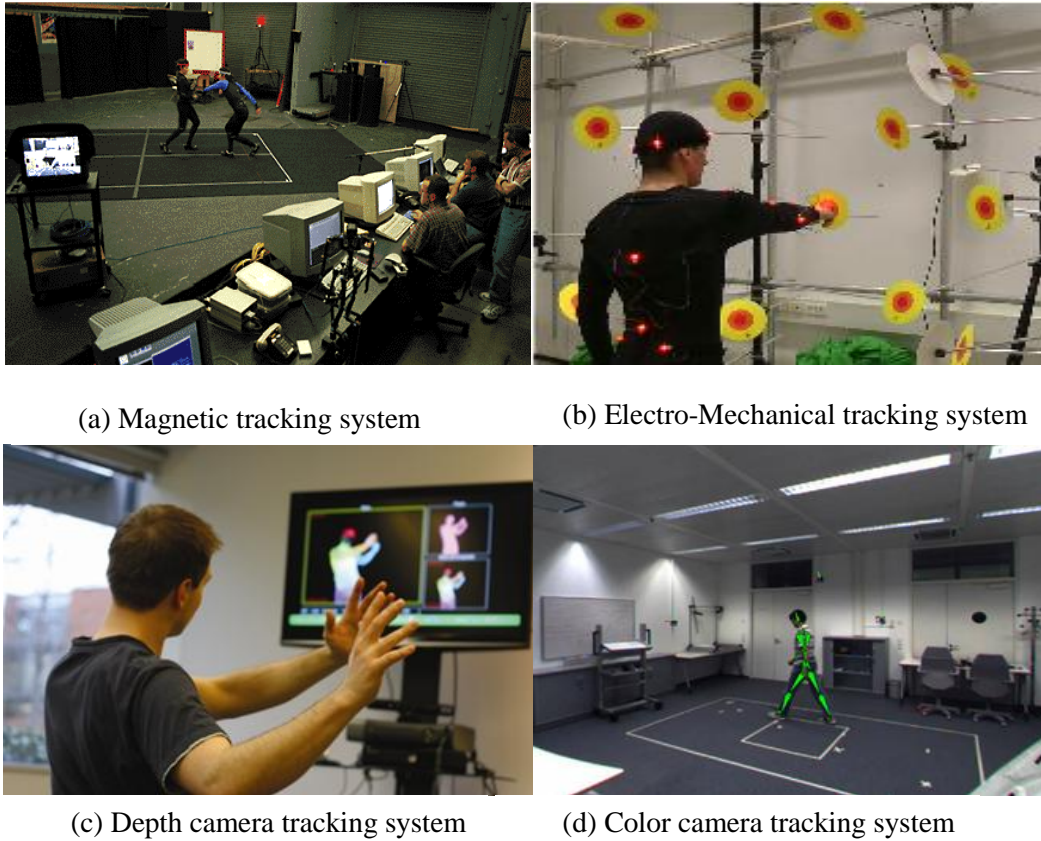 (a) Magnetic tracking system
(b) Electro-Mechanical tracking system
(c) Depth camera tracking system
(d) Color camera tracking system